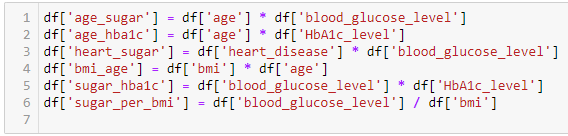 1 df['age_sugar'] = df['age'] * df['blood_glucose_level']
2 df['age_hba1c'] = df['age'] * df['HbA1c_level']
3 df['heart_sugar'] = df['heart_disease'] * df['blood_glucose_level']
4 df['bmi_age'] = df['bmi'] * df['age']
5 df['sugar_hba1c'] = df['blood_glucose_level'] * df['HbA1c_level']
6 df['sugar_per_bmi'] = df['blood_glucose_level'] / df['bmi']
7